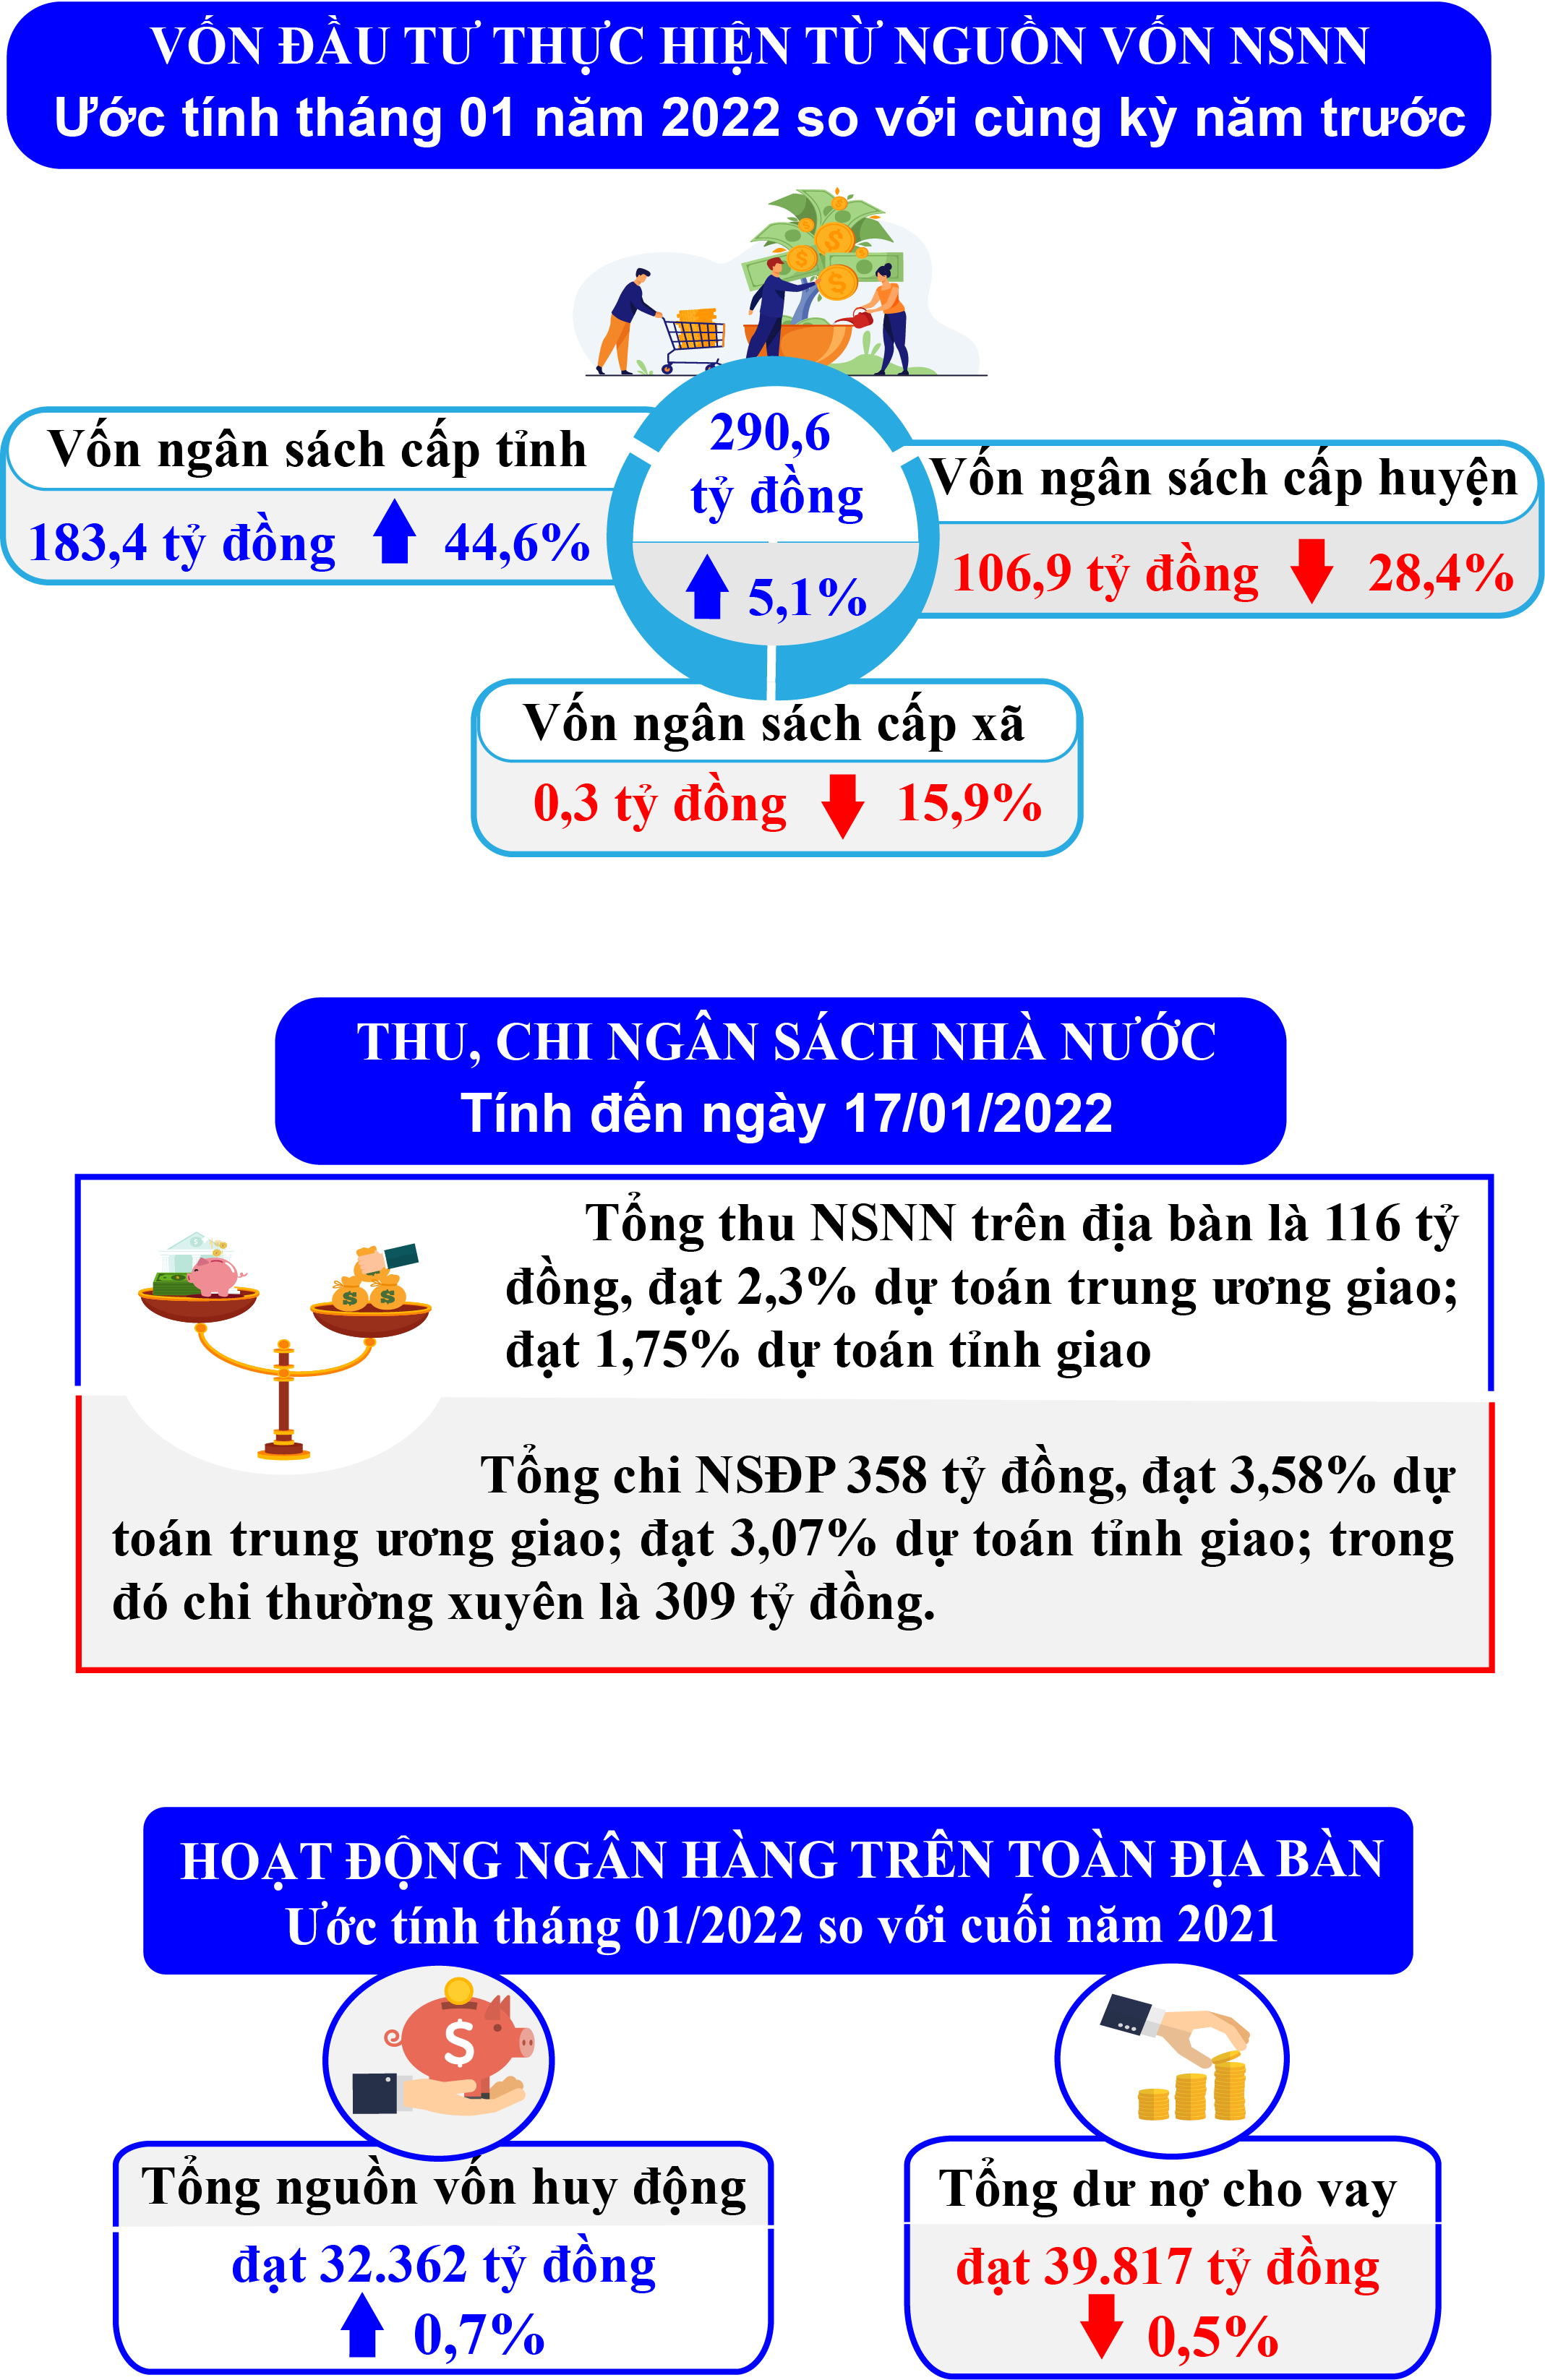 VỐN ĐẦU TƯ THỰC HIỆN TỪ NGUỒN VỐN NSNN
Ước tính tháng 01 năm 2022 so với cùng kỳ năm trước
290,6
tỷ đồng
5,1%
Vốn ngân sách cấp tỉnh
183,4 tỷ đồng 44,6%
Vốn ngân sách cấp huyện
106,9 tỷ đồng 28,4%
Vốn ngân sách cấp xã
0,3 tỷ đồng 15,9%
THU, CHI NGÂN SÁCH NHÀ NƯỚC
Tính đến ngày 17/01/2022
Tổng thu NSNN trên địa bàn là 116 tỷ
đồng, đạt 2,3% dự toán trung ương giao;
đạt 1,75% dự toán tỉnh giao
Tổng chi NSĐP 358 tỷ đồng, đạt 3,58% dự
toán trung ương giao; đạt 3,07% dự toán tỉnh giao; trong
đó chi thường xuyên là 309 tỷ đồng.
HOẠT ĐỘNG NGÂN HÀNG TRÊN TOÀN ĐỊA BÀN
Ước tính tháng 01/2022 so với cuối năm 2021
Tổng nguồn vốn huy động
đạt 32.362 tỷ đồng
0,7%
Tổng dư nợ cho vay
đạt 39.817 tỷ đồng
0,5%